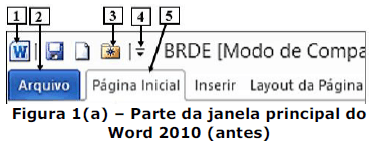 1 2 3 4 5
W BRDE [Modo de Compa
Arquivo Página Inicial Inserir Layout da Página
Figura 1(a) – Parte da janela principal do
Word 2010 (antes)